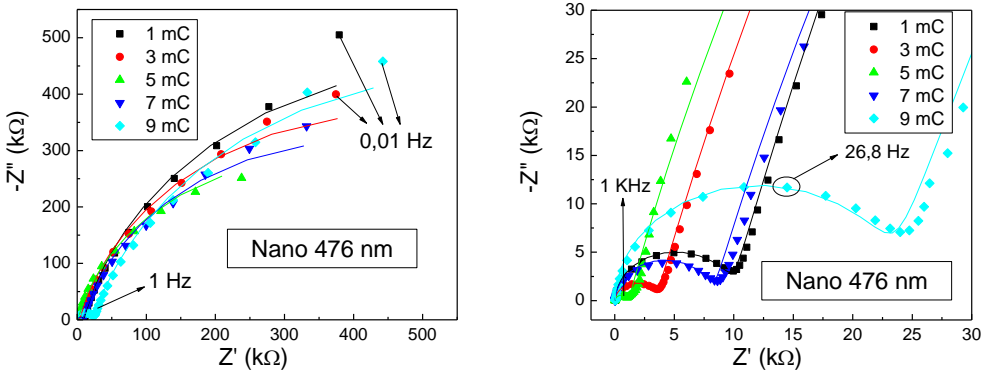 500
400
300
200
100
0
-Z" (kΩ)
1 mC
3 mC
5 mC
7 mC
9 mC
0,01 Hz
Nano 476 nm
1 Hz
0 100 200 300 400 500
Z' (kΩ)
30
25
20
15
10
5
0
-Z" (kΩ)
1 mC
3 mC
5 mC
7 mC
9 mC
26,8 Hz
1 KHz
Nano 476 nm
0 5 10 15 20 25 30
Z' (kΩ)